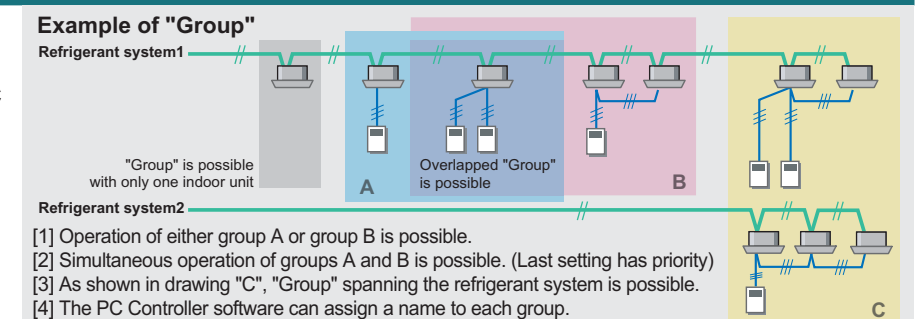 Example of "Group"
Refrigerant system1
"Group" is possible
with only one indoor unit
A
Overlapped "Group"
is possible
B
Refrigerant system2
[1] Operation of either group A or group B is possible.
[2] Simultaneous operation of groups A and B is possible. (Last setting has priority)
[3] As shown in drawing "C", "Group" spanning the refrigerant system is possible.
[4] The PC Controller software can assign a name to each group.
C